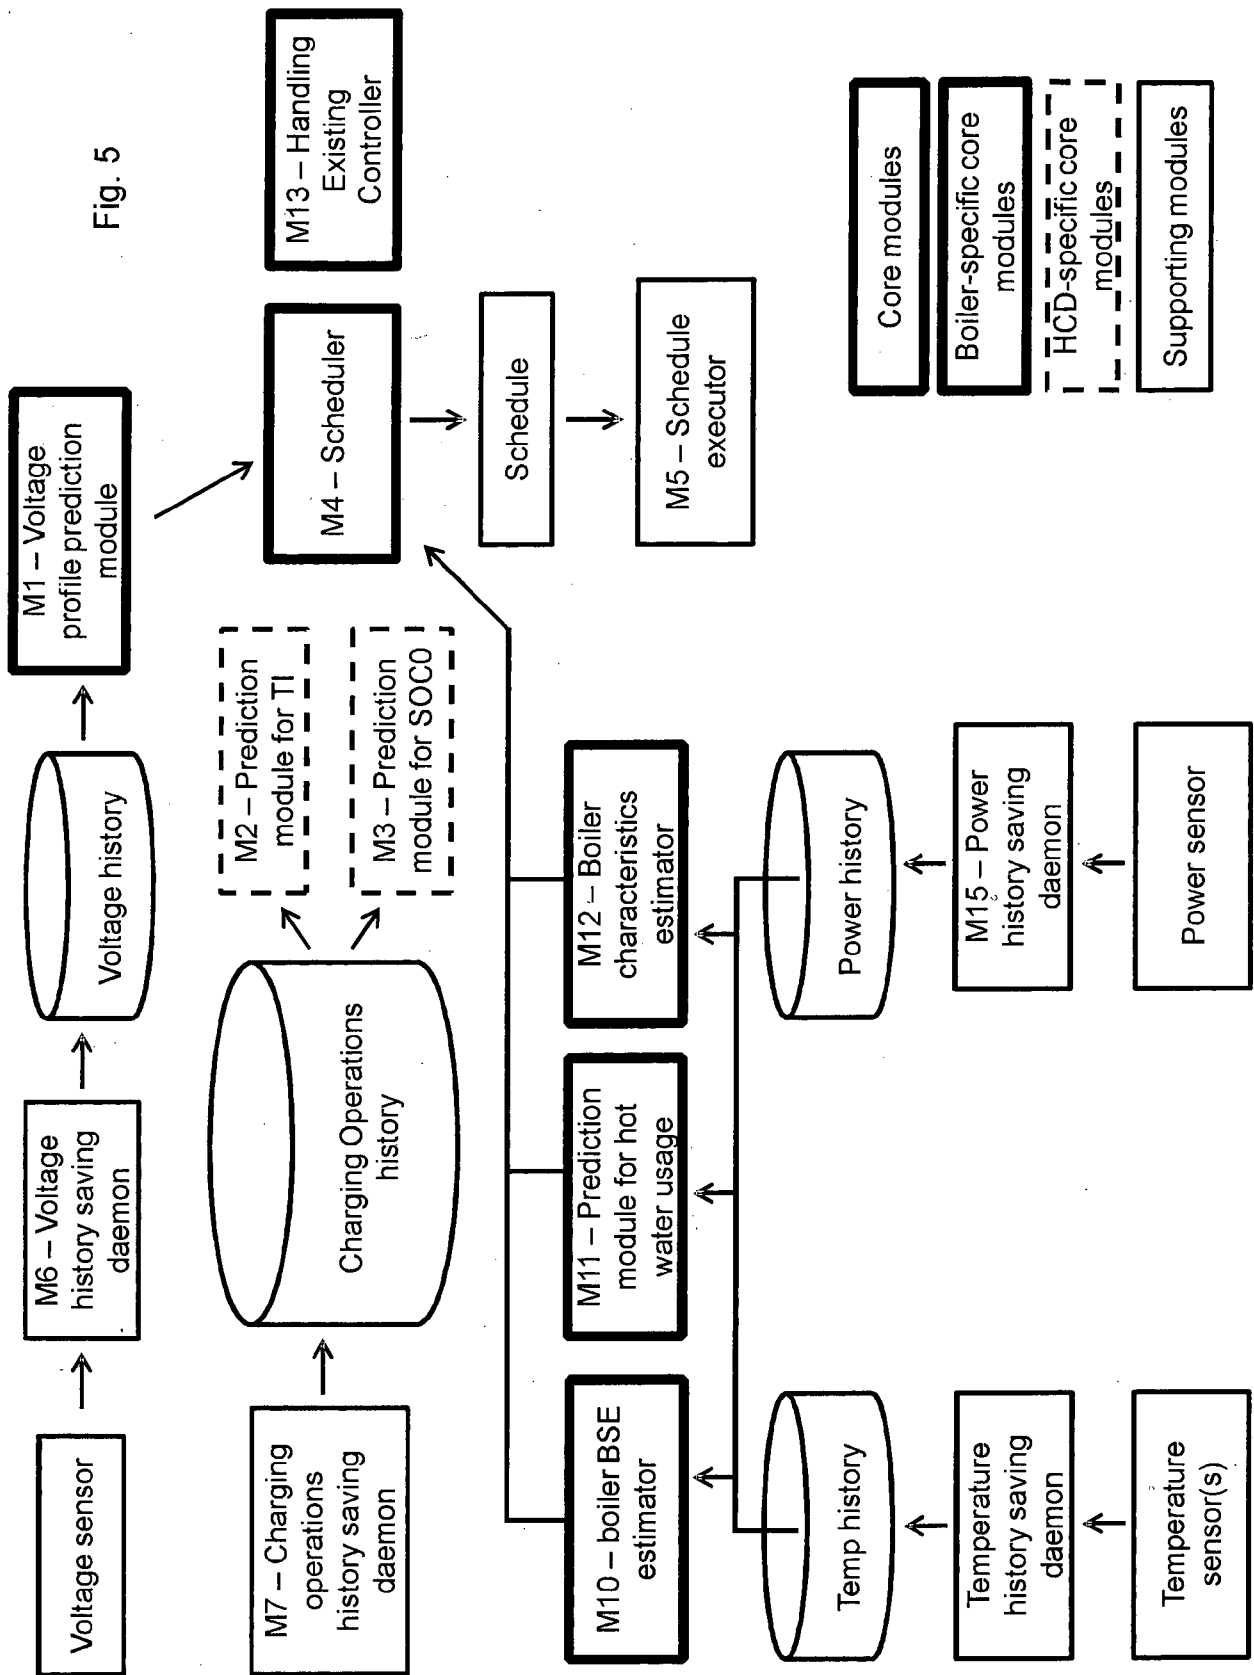 Fig. 5
Voltage sensor
M6 – Voltage
history saving
daemon
Voltage history
M1 – Voltage
profile prediction
module
M7 – Charging
operations
history saving
daemon
Charging Operations
history
M2 – Prediction
module for TI
M3 – Prediction
module for SOC0
M4 – Scheduler
M13 – Handling
Existing
Controller
Schedule
M5 – Schedule
executor
M10 – boiler BSE
estimator
M11 – Prediction
module for hot
water usage
M12 – Boiler
characteristics
estimator
Temp history
Power history
Temperature
history saving
daemon
M15 – Power
history saving
daemon
Temperature
sensor(s)
Power sensor
Core modules
Boiler-specific core
modules
HCD-specific core
modules
Supporting modules